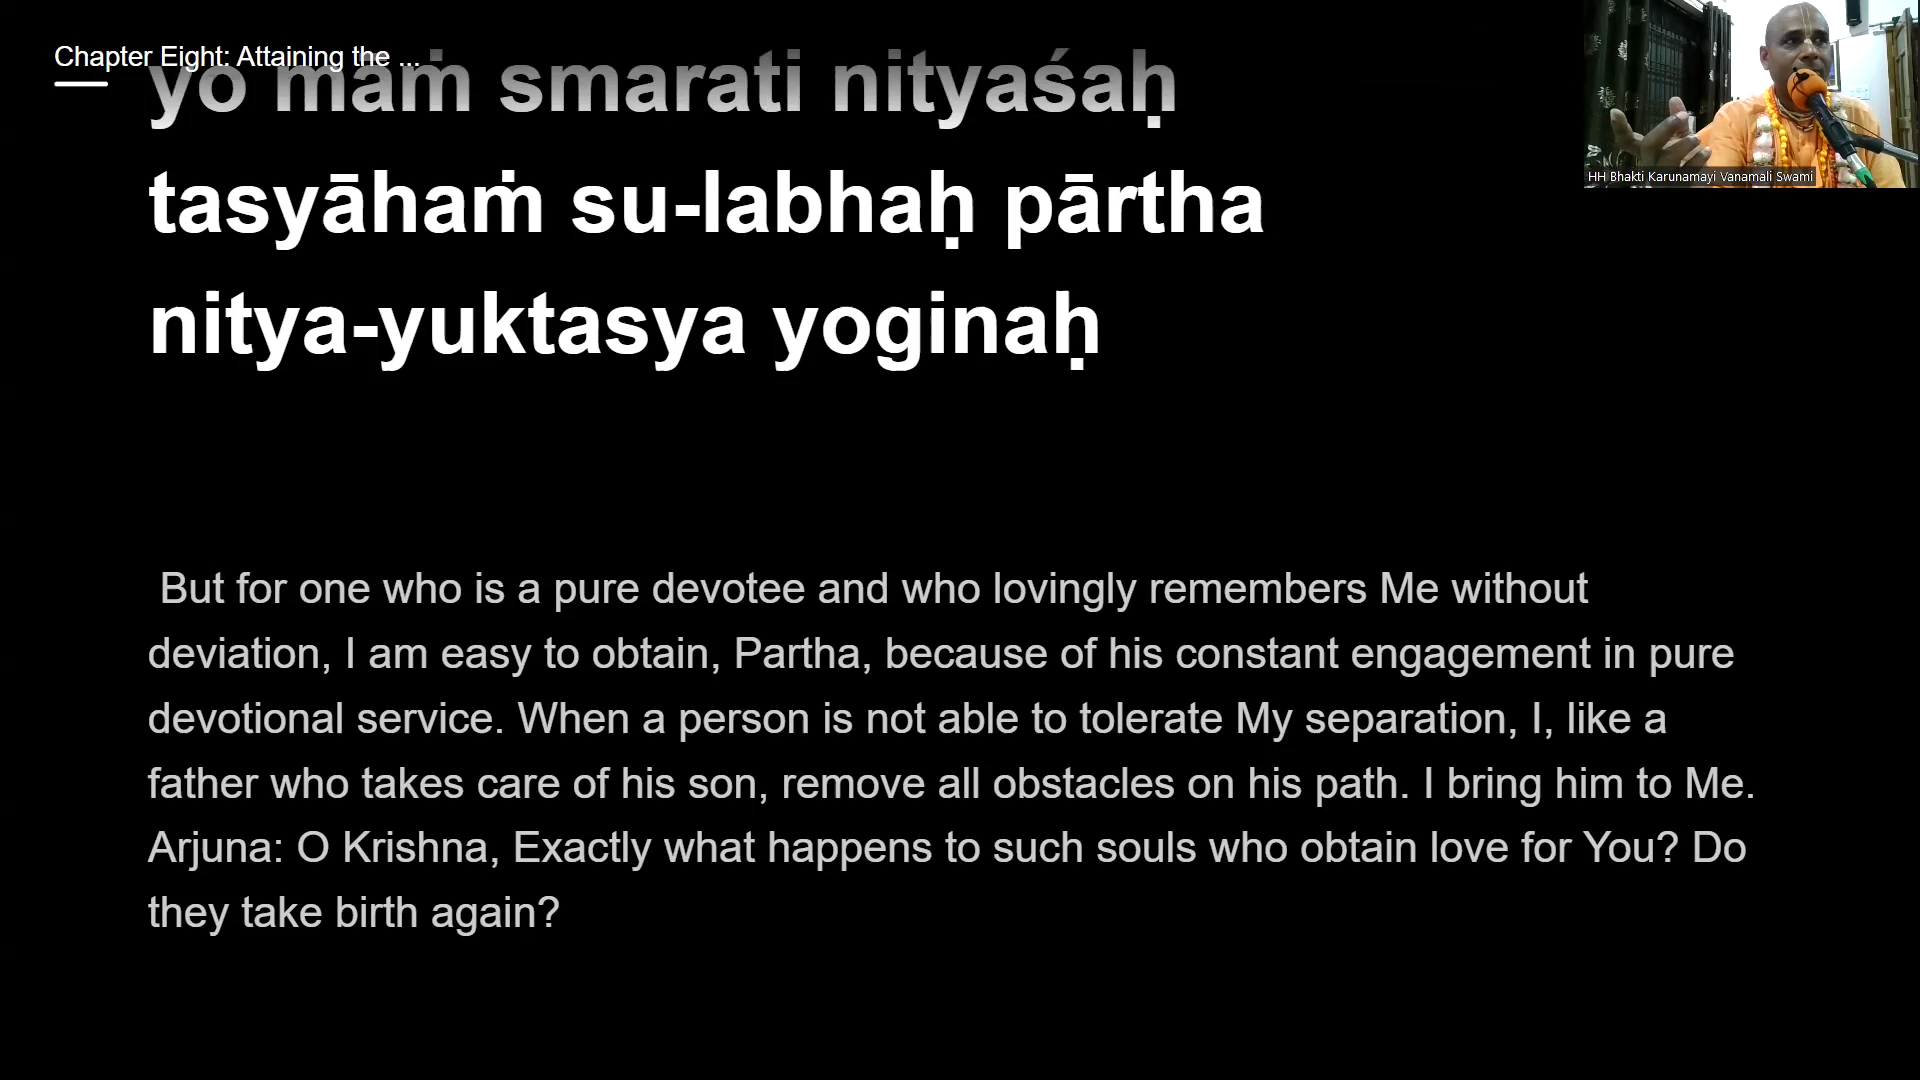 Chapter Eight: Attaining the ...
yo māṁ smarati nityaśaḥ
tasyāhaṁ su-labhaḥ pārtha
nitya-yuktasya yoginaḥ
HH Bhakti Karunamayi Vanamali Swami
But for one who is a pure devotee and who lovingly remembers Me without
deviation, I am easy to obtain, Partha, because of his constant engagement in pure
devotional service. When a person is not able to tolerate My separation, I, like a
father who takes care of his son, remove all obstacles on his path. I bring him to Me.
Arjuna: O Krishna, Exactly what happens to such souls who obtain love for You? Do
they take birth again?